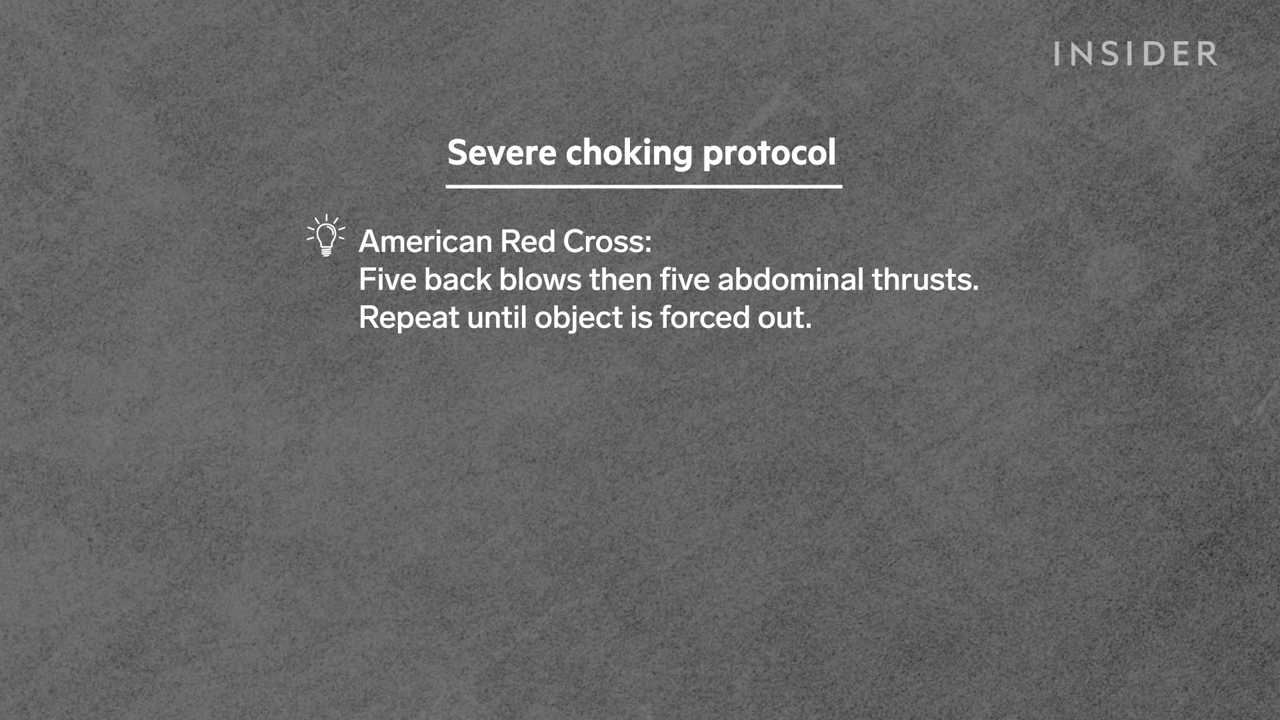 INSIDER
Severe choking protocol
American Red Cross:
Five back blows then five abdominal thrusts.
Repeat until object is forced out.